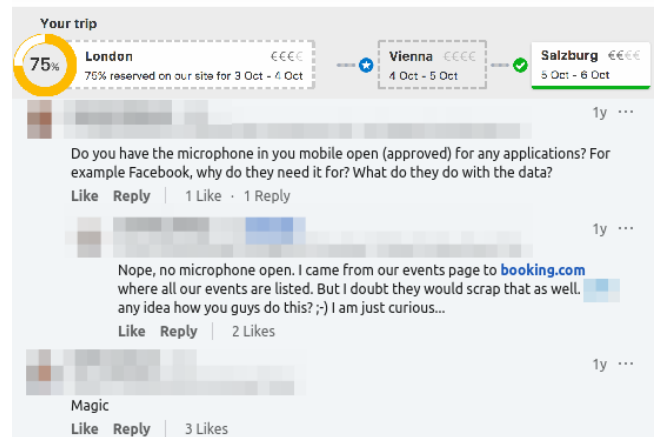 Your trip
75%
London €€€€
75% reserved on our site for 3 Oct - 4 Oct
Vienna €€€€
4 Oct - 5 Oct
Salzburg €€€€
5 Oct - 6 Oct
1y ···
Do you have the microphone in you mobile open (approved) for any applications? For
example Facebook, why do they need it for? What do they do with the data?
Like Reply 1 Like · 1 Reply
1y ···
Nope, no microphone open. I came from our events page to booking.com
where all our events are listed. But I doubt they would scrap that as well.
any idea how you guys do this? ;-) I am just curious...
Like Reply 2 Likes
1y ···
Magic
Like Reply 3 Likes